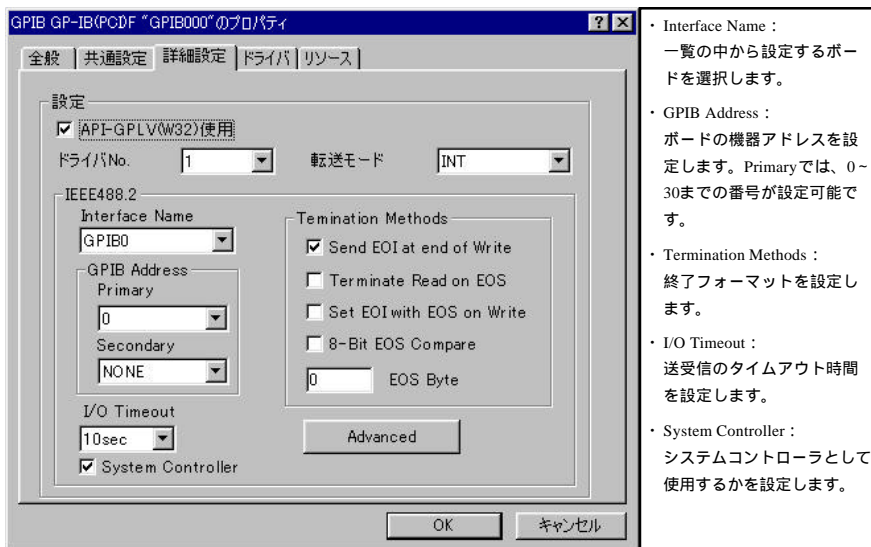 GPIB GP-IB(PCI)F "GPIB000"のプロパティ
全般
共通設定
詳細設定
ドライバ
リソース
設定
API-GPLV(W32)使用
ドライバNo.
1
転送モード
INT
IEEE488.2
Interface Name
GPIB0
GPIB Address
Primary
0
Secondary
NONE
I/O Timeout
10sec
System Controller
Temination Methods
Send EOI at end of Write
Terminate Read on EOS
Set EOI with EOS on Write
8-Bit EOS Compare
0
EOS Byte
Advanced
OK
キャンセル
・ Interface Name：
一覧の中から設定するボー
ドを選択します。
・ GPIB Address：
ボードの機器アドレスを設
定します。Primaryでは、0～
30までの番号が設定可能で
す。
・ Termination Methods：
終了フォーマットを設定し
ます。
・ I/O Timeout：
送受信のタイムアウト時間
を設定します。
・ System Controller：
システムコントローラとして
使用するかを設定します。